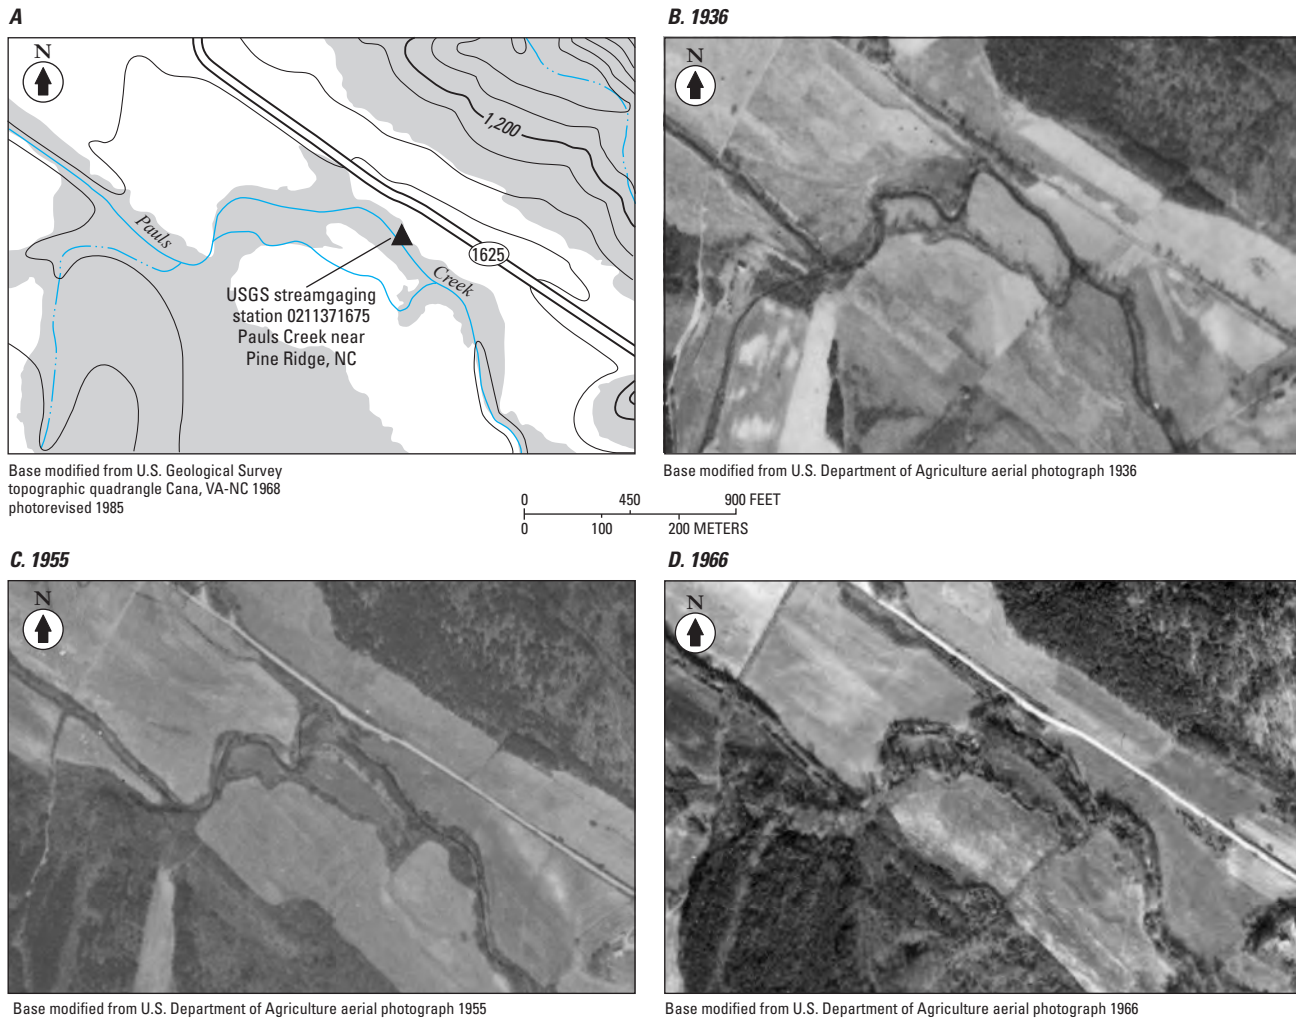 A
N
1,200
Pauls
Creek
1625
USGS streamgaging
station 0211371675
Pauls Creek near
Pine Ridge, NC
Base modified from U.S. Geological Survey
topographic quadrangle Cana, VA-NC 1968
photorevised 1985
B. 1936
N
Base modified from U.S. Department of Agriculture aerial photograph 1936
0 450 900 FEET
0 100 200 METERS
C. 1955
N
Base modified from U.S. Department of Agriculture aerial photograph 1955
D. 1966
N
Base modified from U.S. Department of Agriculture aerial photograph 1966